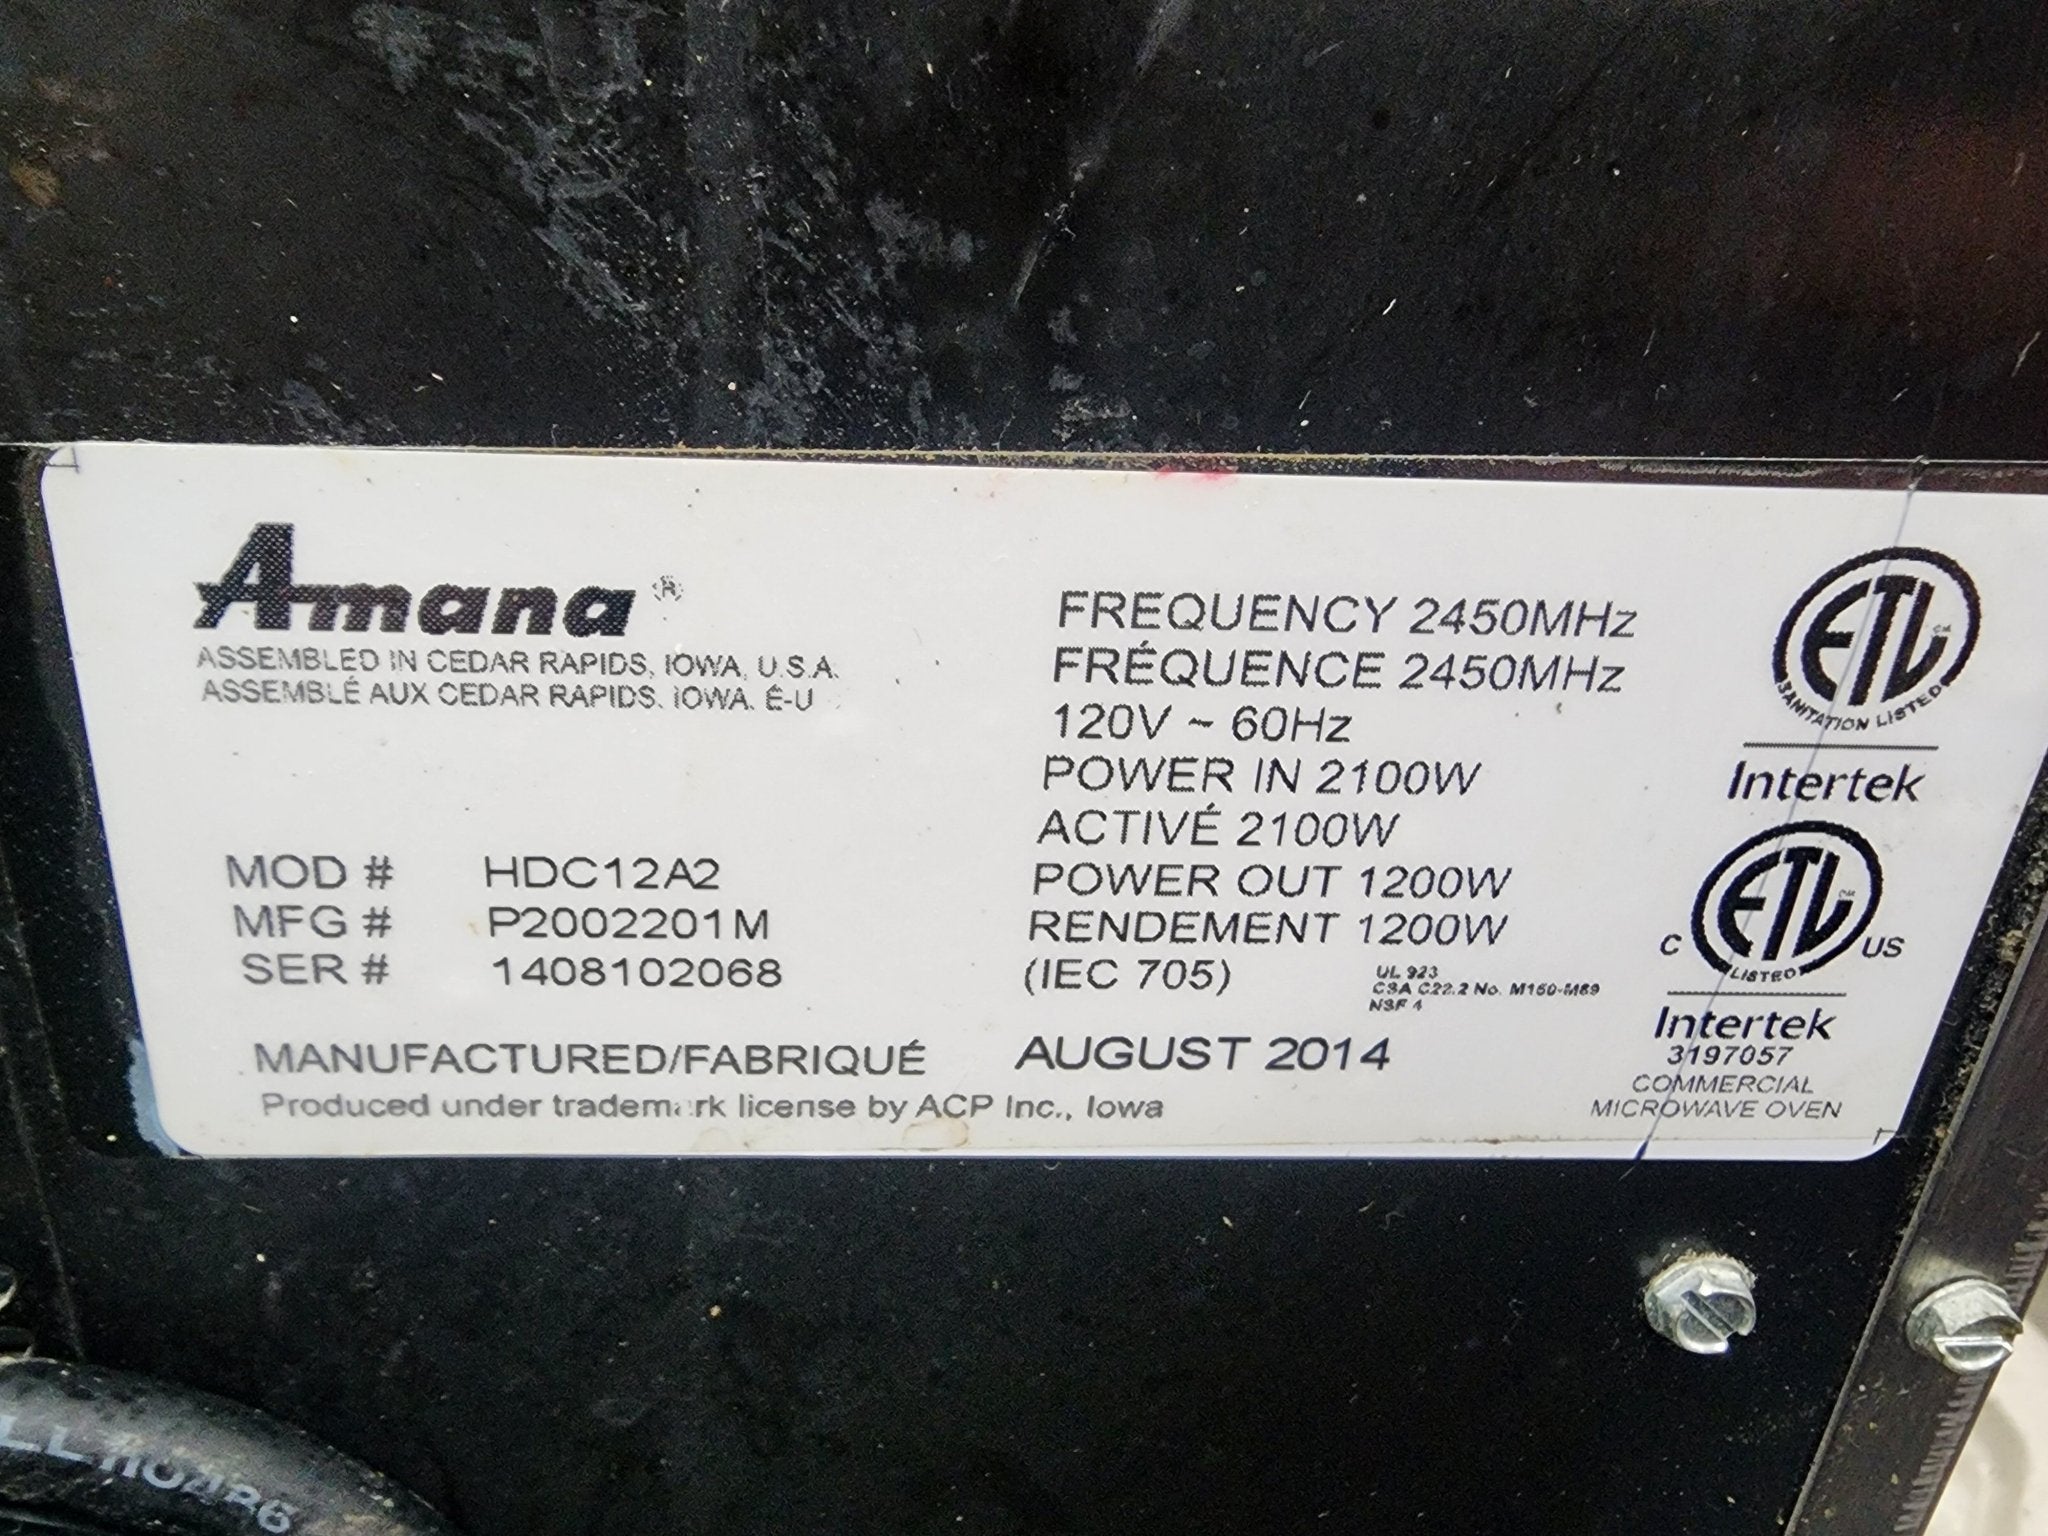 Amana®
ASSEMBLED IN CEDAR RAPIDS, IOWA, U.S.A.
ASSEMBLÉ AUX CEDAR RAPIDS, IOWA, É-U
MOD # HDC12A2
MFG # P2002201M
SER # 1408102068
FREQUENCY 2450MHz
FRÉQUENCE 2450MHz
120V ~ 60Hz
POWER IN 2100W
ACTIVÉ 2100W
POWER OUT 1200W
RENDEMENT 1200W
(IEC 705)
UL 923
CSA C22.2 No. M150-M89
NSF 4
MANUFACTURED/FABRIQUÉ AUGUST 2014
Produced under trademark license by ACP Inc., Iowa
ETL
SANITATION LISTED
Intertek
C ETL US
LISTED
Intertek
3197057
COMMERCIAL
MICROWAVE OVEN